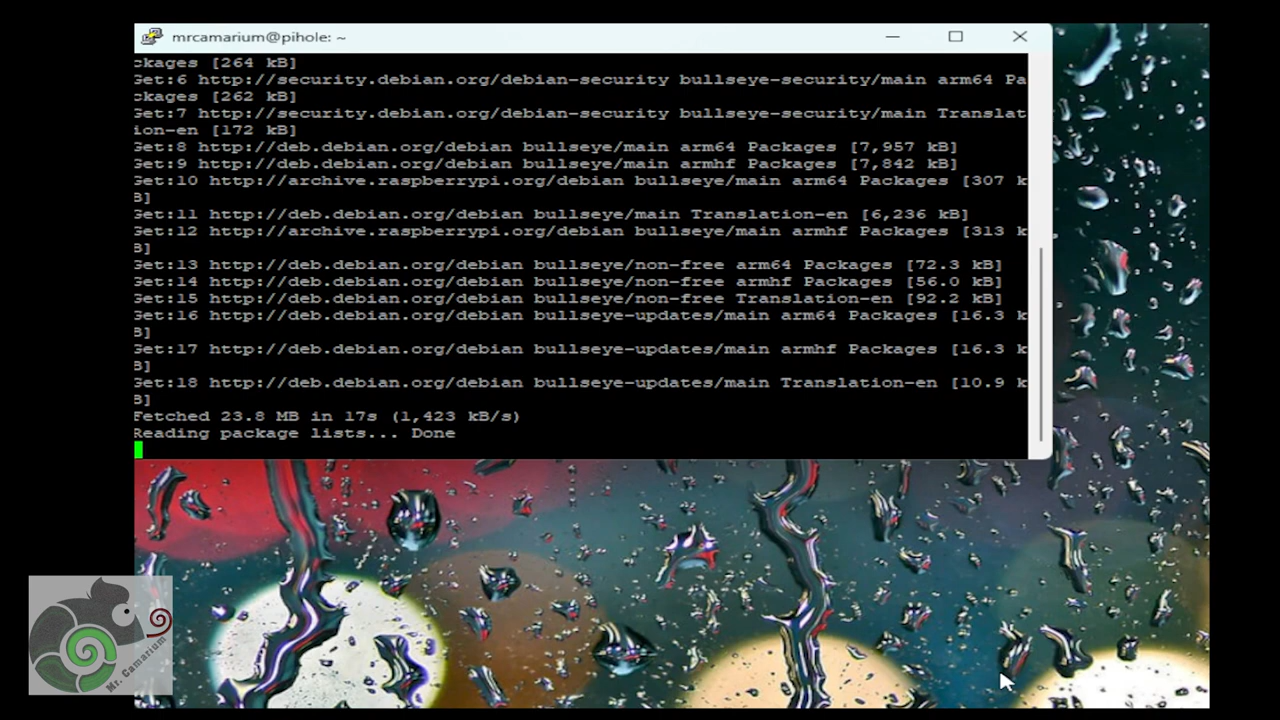 mrcamarium@pihole: ~
ckages [264 kB]
Get:6 http://security.debian.org/debian-security bullseye-security/main arm64 Pa
ckages [262 kB]
Get:7 http://security.debian.org/debian-security bullseye-security/main Translat
ion-en [172 kB]
Get:8 http://deb.debian.org/debian bullseye/main arm64 Packages [7,957 kB]
Get:9 http://deb.debian.org/debian bullseye/main armhf Packages [7,842 kB]
Get:10 http://archive.raspberrypi.org/debian bullseye/main arm64 Packages [307 k
B]
Get:11 http://deb.debian.org/debian bullseye/main Translation-en [6,236 kB]
Get:12 http://archive.raspberrypi.org/debian bullseye/main armhf Packages [313 k
B]
Get:13 http://deb.debian.org/debian bullseye/non-free arm64 Packages [72.3 kB]
Get:14 http://deb.debian.org/debian bullseye/non-free armhf Packages [56.0 kB]
Get:15 http://deb.debian.org/debian bullseye/non-free Translation-en [92.2 kB]
Get:16 http://deb.debian.org/debian bullseye-updates/main arm64 Packages [16.3 k
B]
Get:17 http://deb.debian.org/debian bullseye-updates/main armhf Packages [16.3 k
B]
Get:18 http://deb.debian.org/debian bullseye-updates/main Translation-en [10.9 k
B]
Fetched 23.8 MB in 17s (1,423 kB/s)
Reading package lists... Done
Mr. Camarium